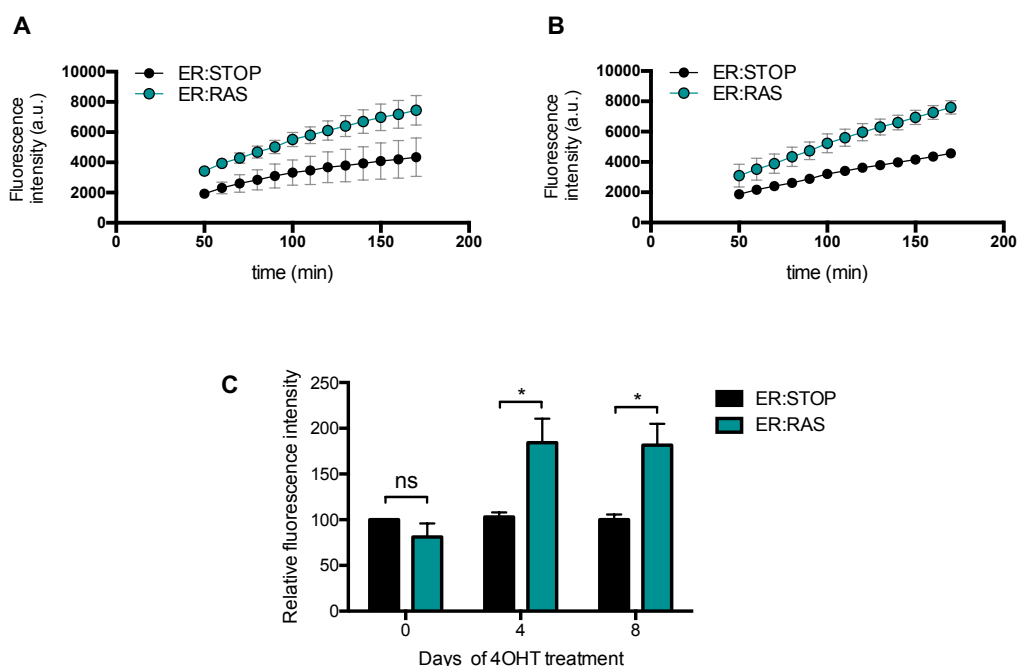 A
ER:STOP
ER:RAS
Fluorescence
intensity (a.u.)
10000
8000
6000
4000
2000
0
0 50 100 150 200
time (min)
B
ER:STOP
ER:RAS
Fluorescence
intensity (a.u.)
10000
8000
6000
4000
2000
0
0 50 100 150 200
time (min)
C
Relative fluorescence intensity
250
200
150
100
50
0
ns
*
*
ER:STOP
ER:RAS
0 4 8
Days of 4OHT treatment